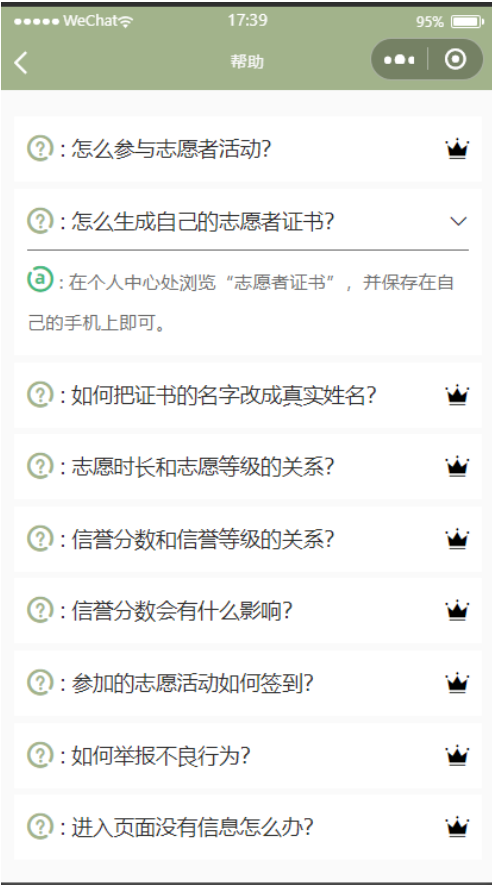 WeChat 17:39 95%
帮助
? : 怎么参与志愿者活动?
? : 怎么生成自己的志愿者证书?
a : 在个人中心处浏览“志愿者证书”，并保存在自
己的手机上即可。
? : 如何把证书的名字改成真实姓名?
? : 志愿时长和志愿等级的关系?
? : 信誉分数和信誉等级的关系?
? : 信誉分数会有什么影响?
? : 参加的志愿活动如何签到?
? : 如何举报不良行为?
? : 进入页面没有信息怎么办?